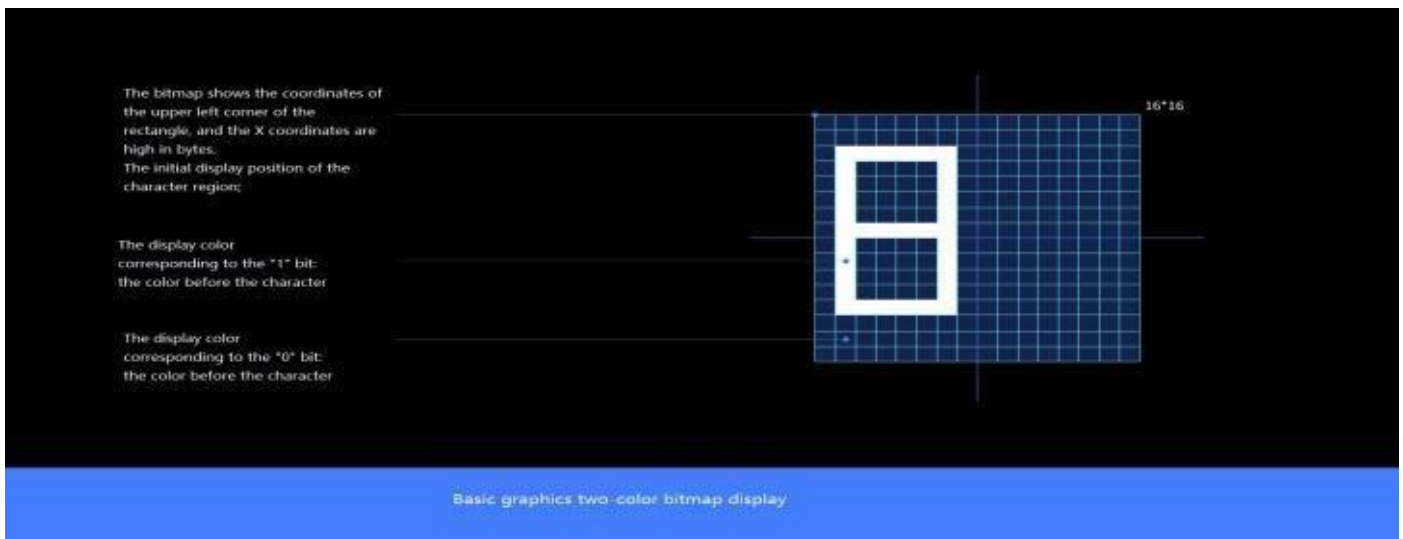 The bitmap shows the coordinates of
the upper left corner of the
rectangle, and the X coordinates are
high in bytes.
The initial display position of the
character region;
16*16
The display color
corresponding to the "1" bit:
the color before the character
The display color
corresponding to the "0" bit:
the color before the character
Basic graphics two-color bitmap display